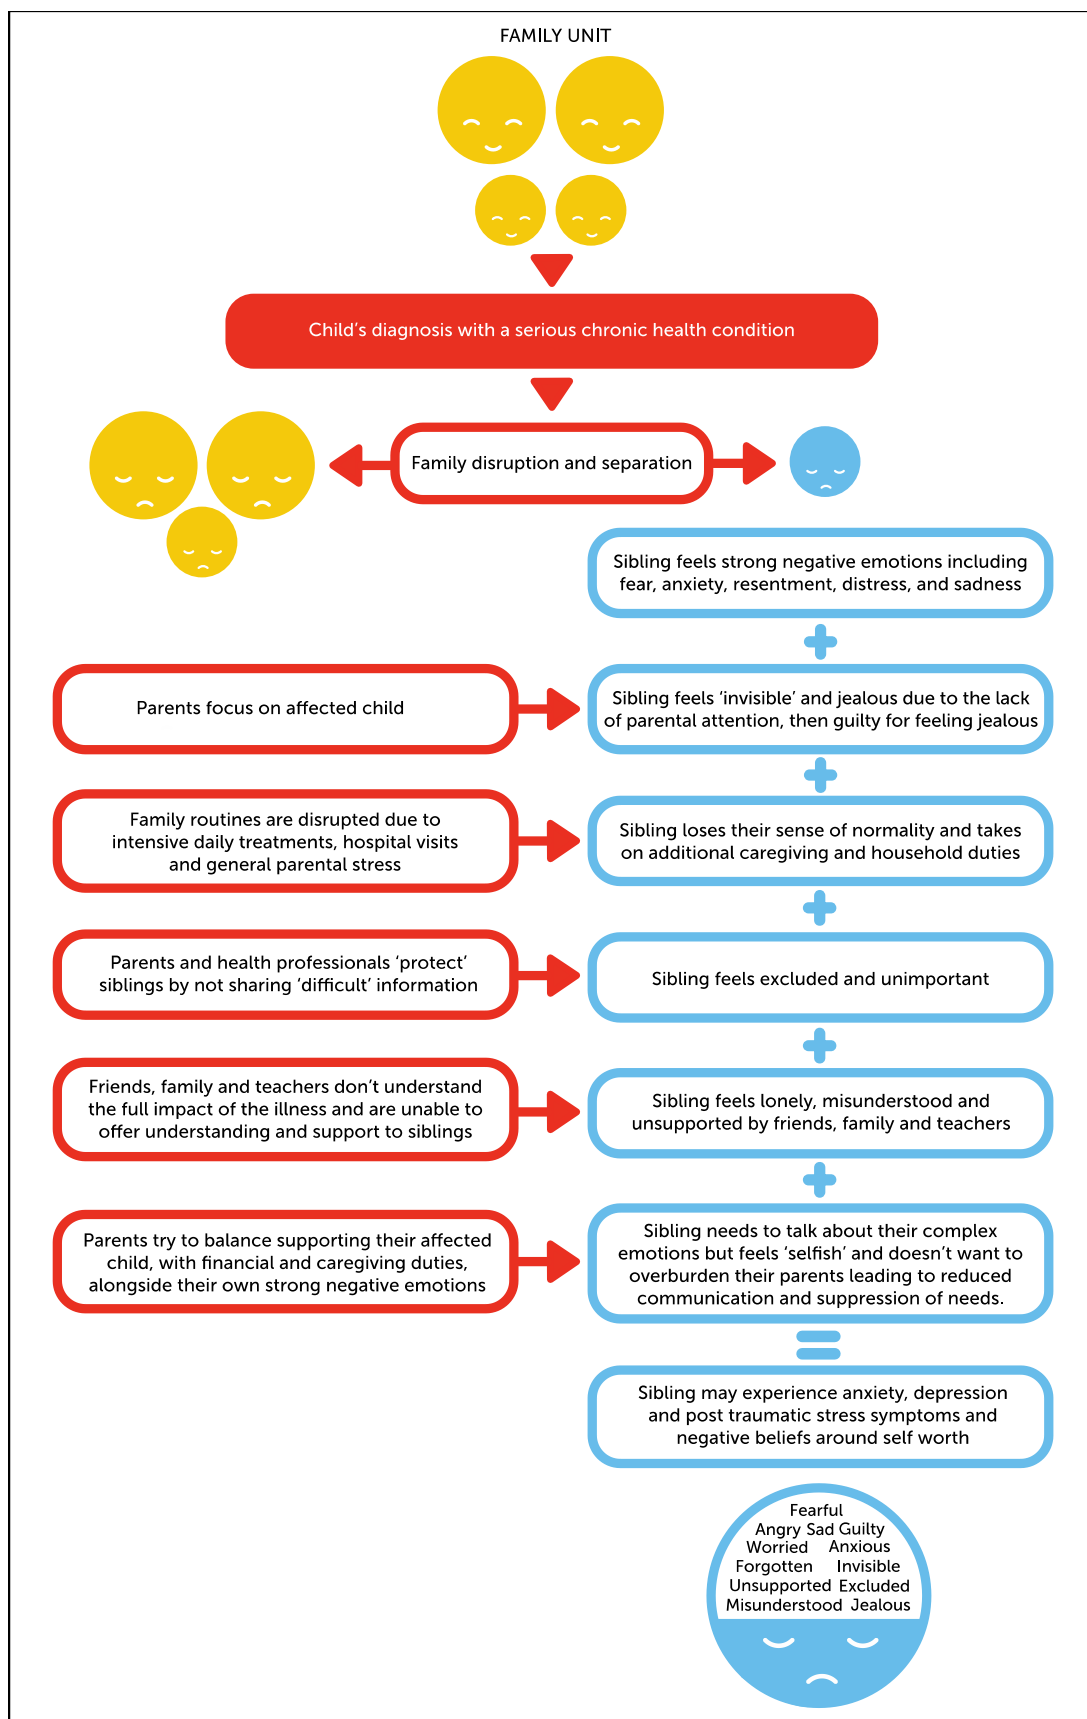 FAMILY UNIT
Child’s diagnosis with a serious chronic health condition
Family disruption and separation
Sibling feels strong negative emotions including
fear, anxiety, resentment, distress, and sadness
Parents focus on affected child
Sibling feels ‘invisible’ and jealous due to the lack
of parental attention, then guilty for feeling jealous
Family routines are disrupted due to
intensive daily treatments, hospital visits
and general parental stress
Sibling loses their sense of normality and takes
on additional caregiving and household duties
Parents and health professionals ‘protect‘
siblings by not sharing ‘difficult’ information
Sibling feels excluded and unimportant
Friends, family and teachers don’t understand
the full impact of the illness and are unable to
offer understanding and support to siblings
Sibling feels lonely, misunderstood and
unsupported by friends, family and teachers
Parents try to balance supporting their affected
child, with financial and caregiving duties,
alongside their own strong negative emotions
Sibling needs to talk about their complex
emotions but feels ‘selfish’ and doesn’t want to
overburden their parents leading to reduced
communication and suppression of needs.
Sibling may experience anxiety, depression
and post traumatic stress symptoms and
negative beliefs around self worth
Fearful
Angry Sad Guilty
Worried Anxious
Forgotten Invisible
Unsupported Excluded
Misunderstood Jealous